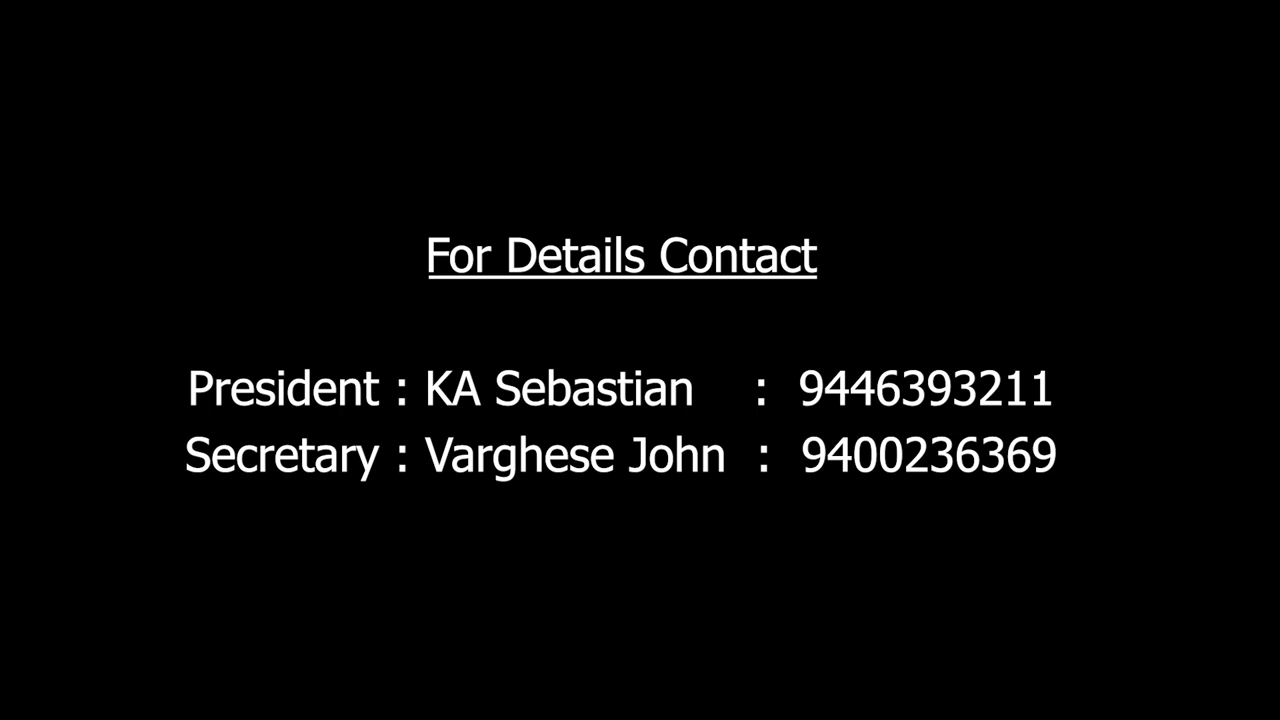 For Details Contact
President : KA Sebastian : 9446393211
Secretary : Varghese John : 9400236369